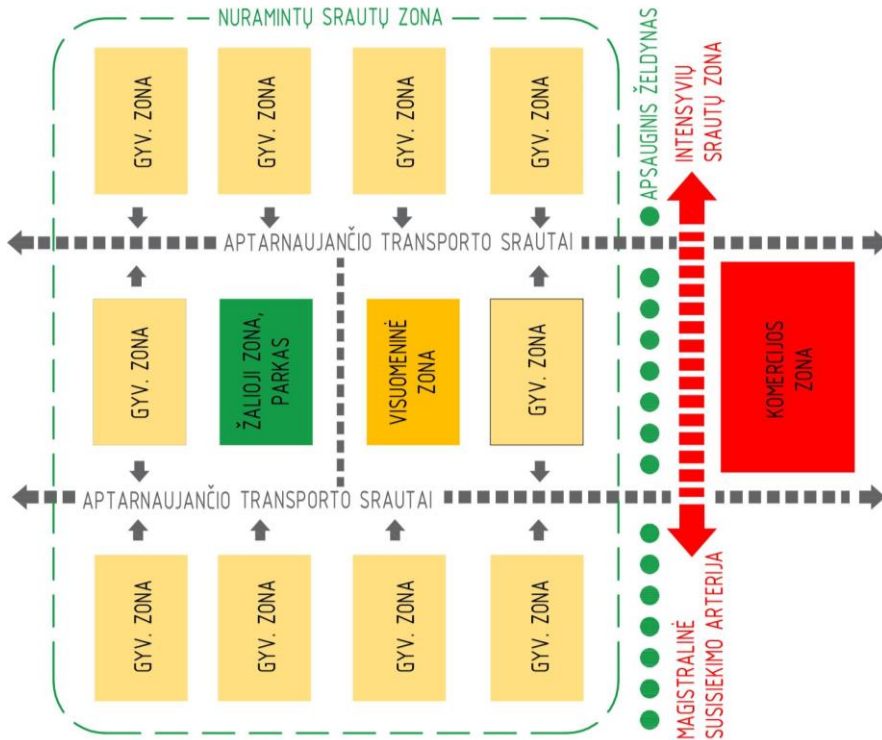 NURAMINTŲ SRAUTŲ ZONA
GYV. ZONA
GYV. ZONA
GYV. ZONA
GYV. ZONA
APSAUGINIS ŽELDYNAS
INTENSYVIŲ
SRAUTŲ ZONA
APTARNAUJANČIO TRANSPORTO SRAUTAI
GYV. ZONA
ŽALIOJI ZONA,
PARKAS
VISUOMENINĖ
ZONA
GYV. ZONA
KOMERCIJOS
ZONA
APTARNAUJANČIO TRANSPORTO SRAUTAI
GYV. ZONA
GYV. ZONA
GYV. ZONA
GYV. ZONA
MAGISTRALINĖ
SUSISIEKIMO ARTERIJA